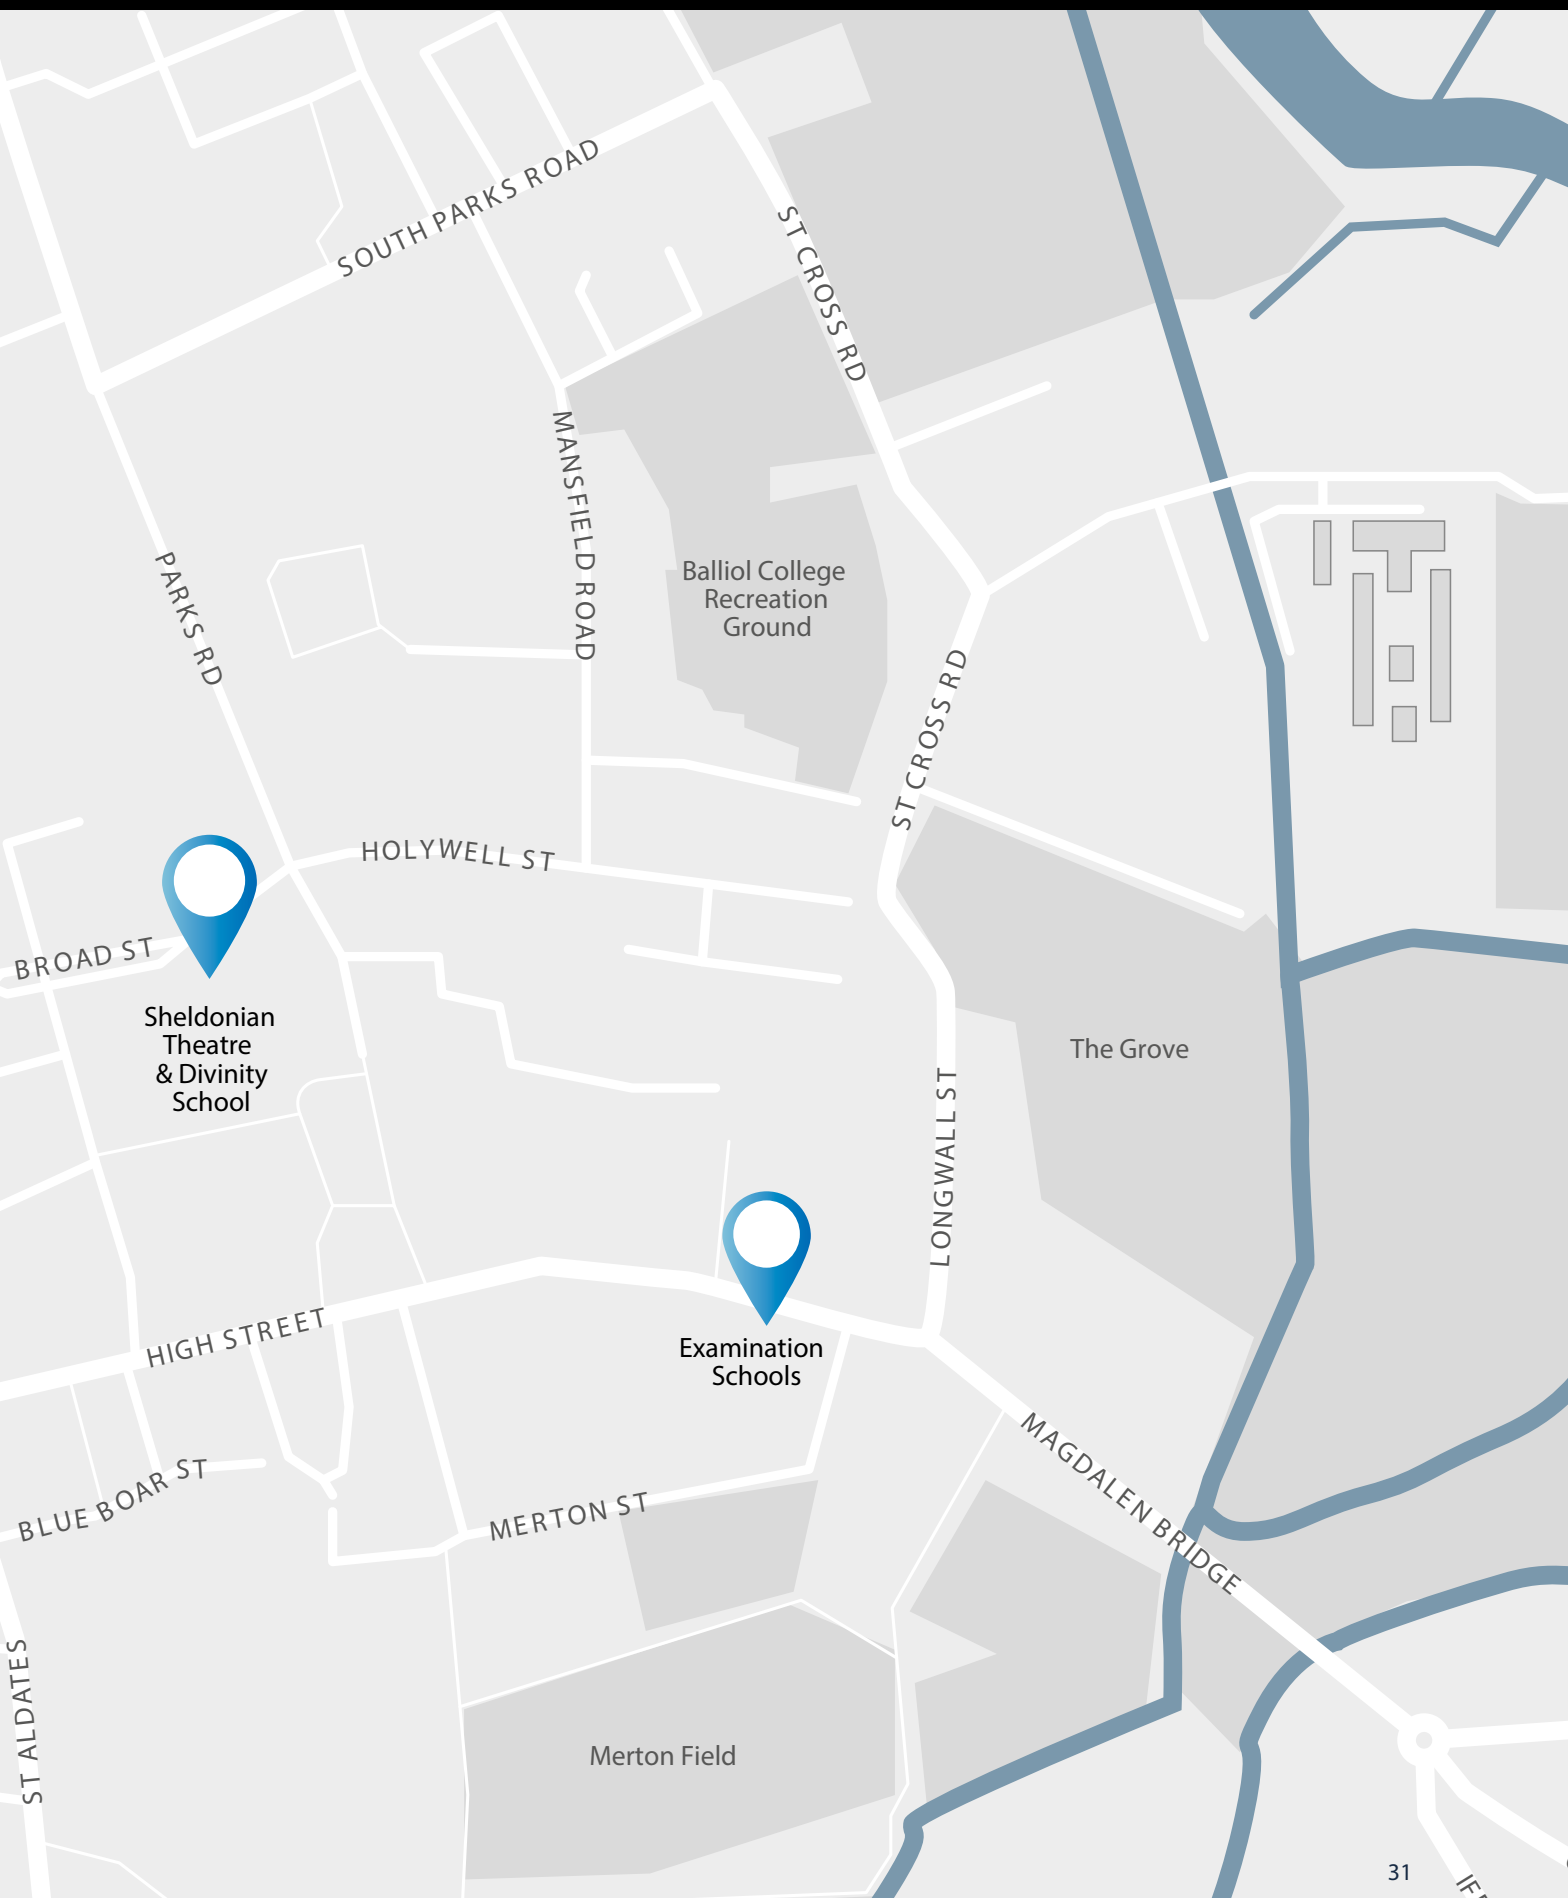 SOUTH PARKS ROAD
ST CROSS RD
MANSFIELD ROAD
PARKS RD
Balliol College
Recreation
Ground
ST CROSS RD
HOLYWELL ST
BROAD ST
Sheldonian
Theatre
& Divinity
School
The Grove
LONGWALL ST
HIGH STREET
Examination
Schools
MAGDALEN BRIDGE
BLUE BOAR ST
MERTON ST
ST ALDATES
Merton Field
31